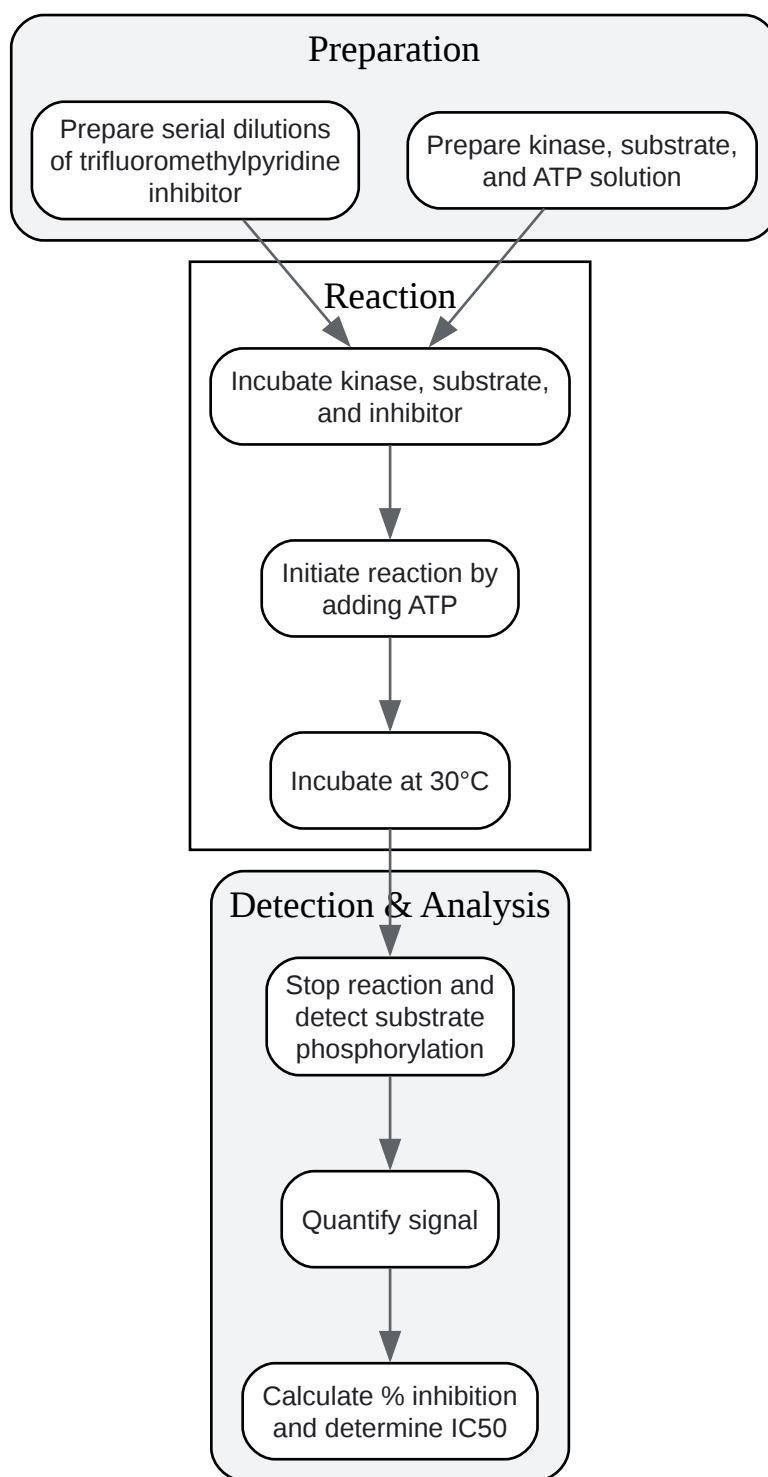 Preparation
Prepare serial dilutions
of trifluoromethylpyridine
inhibitor
Prepare kinase, substrate,
and ATP solution
Reaction
Incubate kinase, substrate,
and inhibitor
Initiate reaction by
adding ATP
Incubate at 30°C
Detection & Analysis
Stop reaction and
detect substrate
phosphorylation
Quantify signal
Calculate % inhibition
and determine IC50